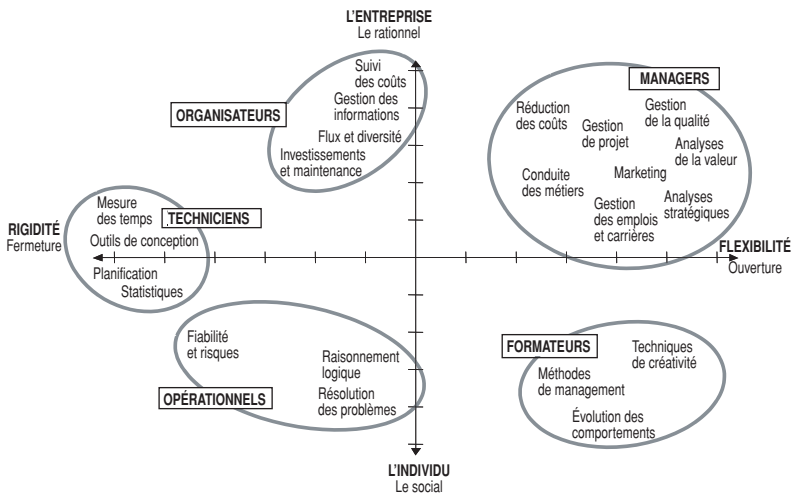 L'ENTREPRISE
Le rationnel
Suivi
des coûts
Gestion des
informations
ORGANISATEURS
Flux et diversité
Investissements
et maintenance
MANAGERS
Réduction
des coûts
Gestion
de projet
Gestion
de la qualité
Analyses
de la valeur
Conduite
des métiers
Marketing
Gestion
des emplois
et carrières
Analyses
stratégiques
Mesure
des temps
TECHNICIENS
Outils de conception
Planification
Statistiques
RIGIDITÉ
Fermeture
FLEXIBILITÉ
Ouverture
Fiabilité
et risques
Raisonnement
logique
Résolution
des problèmes
OPÉRATIONNELS
FORMATEURS
Techniques
de créativité
Méthodes
de management
Évolution des
comportements
L'INDIVIDU
Le social